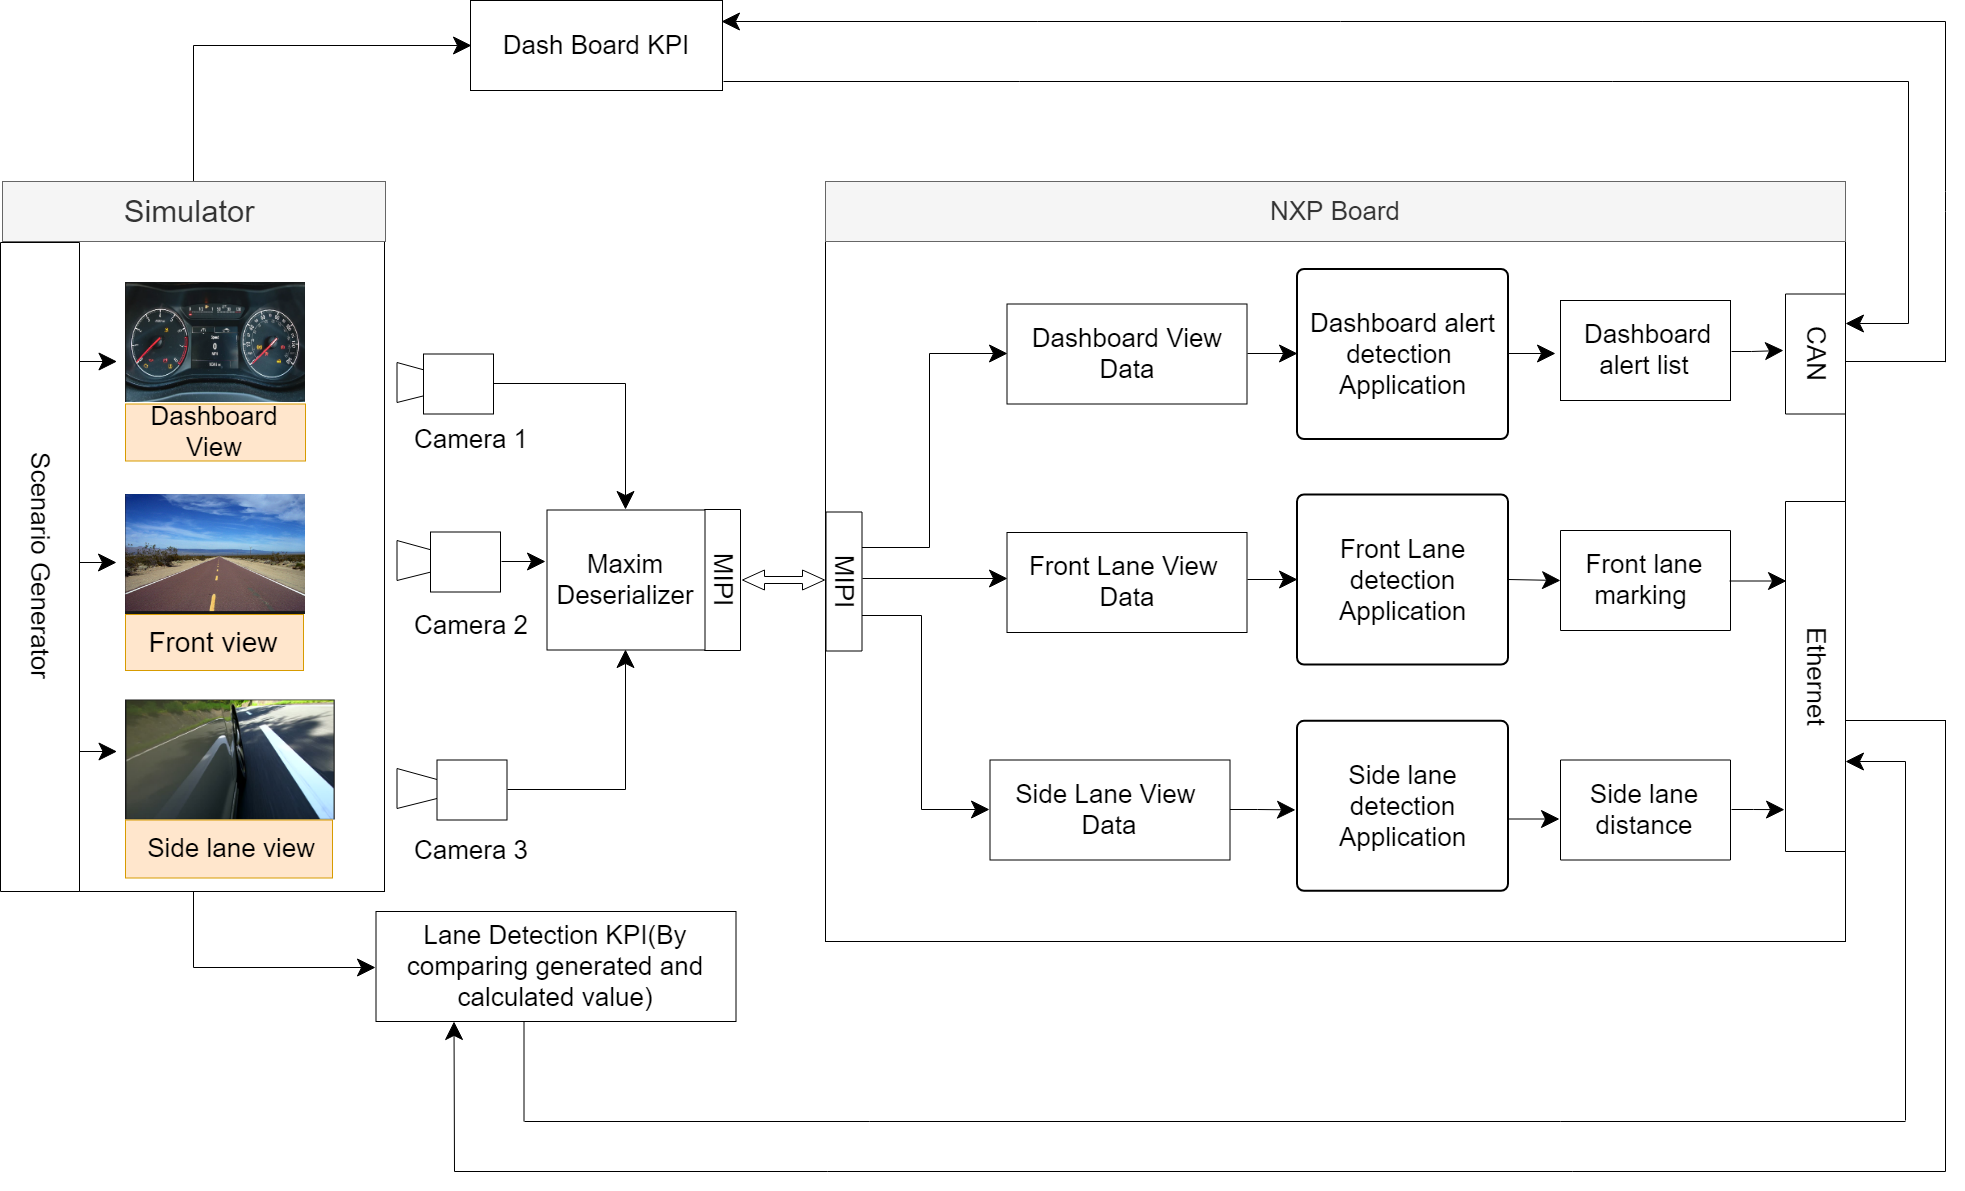 Dash Board KPI
Simulator
NXP Board
Scenario Generator
Dashboard
View
Front view
Side lane view
Camera 1
Camera 2
Camera 3
Maxim
Deserializer
MIPI
MIPI
Dashboard View
Data
Dashboard alert
detection
Application
Dashboard
alert list
CAN
Front Lane View
Data
Front Lane
detection
Application
Front lane
marking
Ethernet
Side Lane View
Data
Side lane
detection
Application
Side lane
distance
Lane Detection KPI(By
comparing generated and
calculated value)